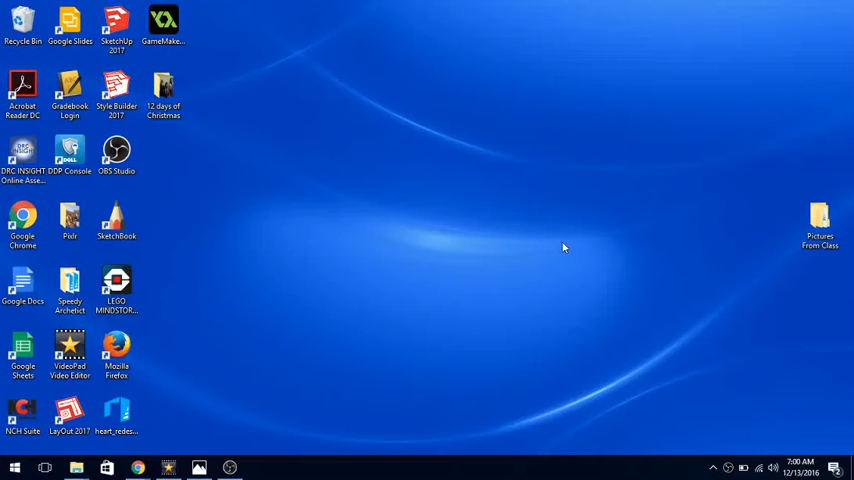 Recycle Bin
Google Slides
SketchUp
2017
GameMake...
Acrobat
Reader DC
Gradebook
Login
Style Builder
2017
12 days of
Christmas
DRC INSIGHT
Online Asse...
DDP Console
OBS Studio
Google
Chrome
Pixlr
SketchBook
Pictures
From Class
Google Docs
Speedy
Archetict
LEGO
MINDSTOR...
Google
Sheets
VideoPad
Video Editor
Mozilla
Firefox
NCH Suite
LayOut 2017
heart_redes...
7:00 AM
12/13/2016